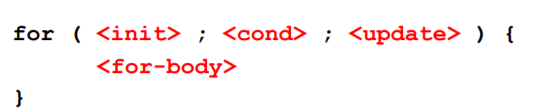 for ( <init> ; <cond> ; <update> ) {
<for-body>
}